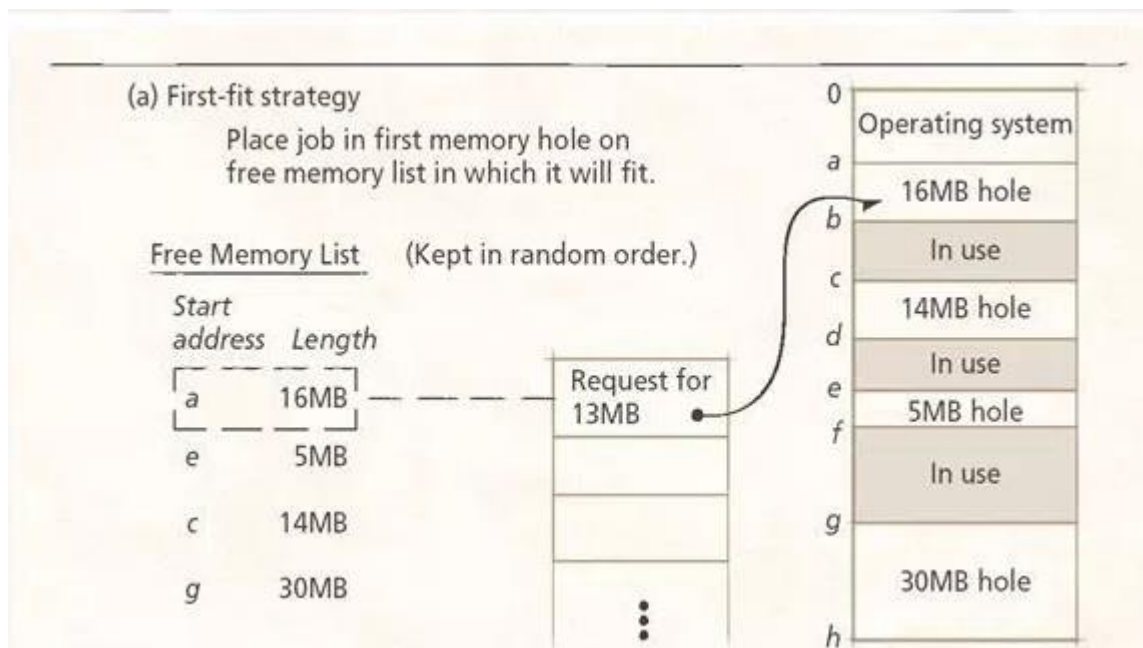 (a) First-fit strategy
Place job in first memory hole on
free memory list in which it will fit.
Free Memory List (Kept in random order.)
Start
address Length
a 16MB
e 5MB
c 14MB
g 30MB
Request for
13MB
0
Operating system
a
16MB hole
b
In use
c
14MB hole
d
In use
e
5MB hole
f
In use
g
30MB hole
h